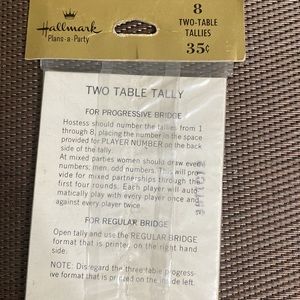 Hallmark
Plans-a-Party
8
TWO-TABLE
TALLIES
35¢
TWO TABLE TALLY
FOR PROGRESSIVE BRIDGE
Hostess should number the tallies from 1
through 8, placing the number in the space
provided for PLAYER NUMBER on the back
side of the tally.
At mixed parties women should draw even
numbers; men, odd numbers. This will pro-
vide for mixed partnerships through the
first four rounds. Each player will auto-
matically play with every player once and
against every player twice.
FOR REGULAR BRIDGE
Open tally and use the REGULAR BRIDGE
format that is printed, on the right hand
side.
NOTE: Disregard the three-table progres-
sive format that is printed on the inside left.